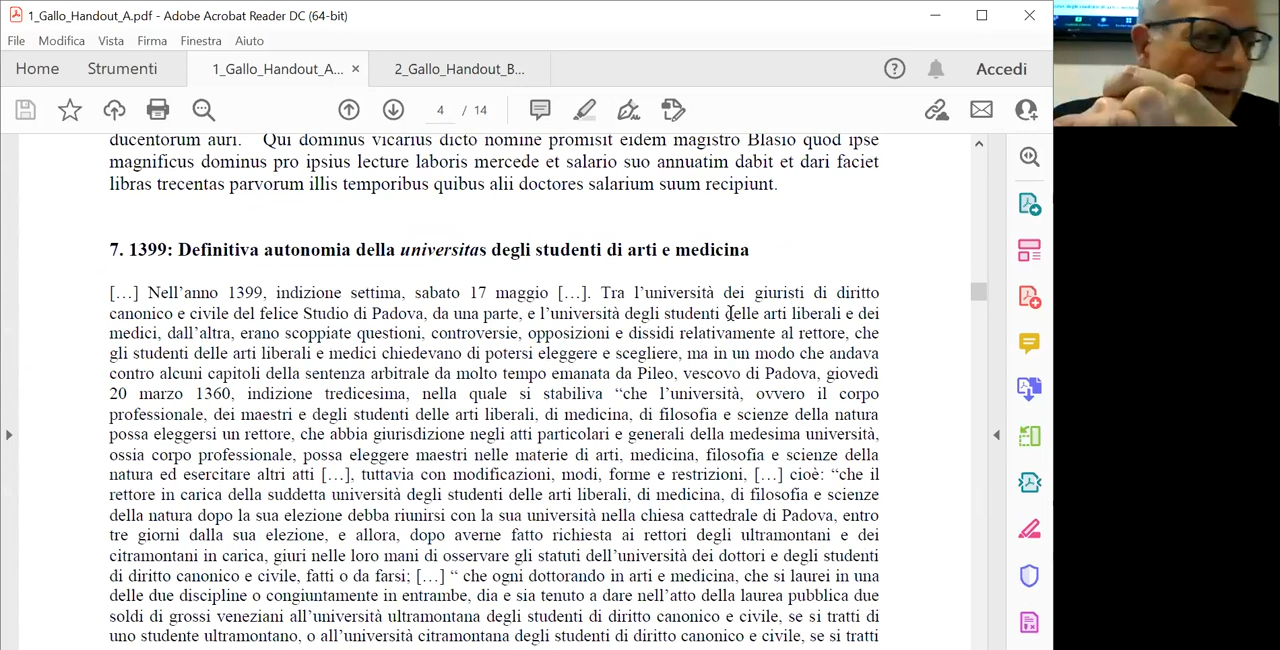 1_Gallo_Handout_A.pdf - Adobe Acrobat Reader DC (64-bit)
File Modifica Vista Firma Finestra Aiuto
Home Strumenti 1_Gallo_Handout_A... × 2_Gallo_Handout_B... Accedi
4 / 14
ducentorum auri. Qui dominus vicarius dicto nomine promisit eidem magistro Blasio quod ipse
magnificus dominus pro ipsius lecture laboris mercede et salario suo annuatim dabit et dari faciet
libras trecentas parvorum illis temporibus quibus alii doctores salarium suum recipiunt.
7. 1399: Definitiva autonomia della universitas degli studenti di arti e medicina
[…] Nell’anno 1399, indizione settima, sabato 17 maggio […]. Tra l’università dei giuristi di diritto
canonico e civile del felice Studio di Padova, da una parte, e l’università degli studenti delle arti liberali e dei
medici, dall’altra, erano scoppiate questioni, controversie, opposizioni e dissidi relativamente al rettore, che
gli studenti delle arti liberali e medici chiedevano di potersi eleggere e scegliere, ma in un modo che andava
contro alcuni capitoli della sentenza arbitrale da molto tempo emanata da Pileo, vescovo di Padova, giovedì
20 marzo 1360, indizione tredicesima, nella quale si stabiliva “che l’università, ovvero il corpo
professionale, dei maestri e degli studenti delle arti liberali, di medicina, di filosofia e scienze della natura
possa eleggersi un rettore, che abbia giurisdizione negli atti particolari e generali della medesima università,
ossia corpo professionale, possa eleggere maestri nelle materie di arti, medicina, filosofia e scienze della
natura ed esercitare altri atti […], tuttavia con modificazioni, modi, forme e restrizioni, […] cioè: “che il
rettore in carica della suddetta università degli studenti delle arti liberali, di medicina, di filosofia e scienze
della natura dopo la sua elezione debba riunirsi con la sua università nella chiesa cattedrale di Padova, entro
tre giorni dalla sua elezione, e allora, dopo averne fatto richiesta ai rettori degli ultramontani e dei
citramontani in carica, giuri nelle loro mani di osservare gli statuti dell’università dei dottori e degli studenti
di diritto canonico e civile, fatti o da farsi; […] “ che ogni dottorando in arti e medicina, che si laurei in una
delle due discipline o congiuntamente in entrambe, dia e sia tenuto a dare nell’atto della laurea pubblica due
soldi di grossi veneziani all’università ultramontana degli studenti di diritto canonico e civile, se si tratti di
uno studente ultramontano, o all’università citramontana degli studenti di diritto canonico e civile, se si tratti